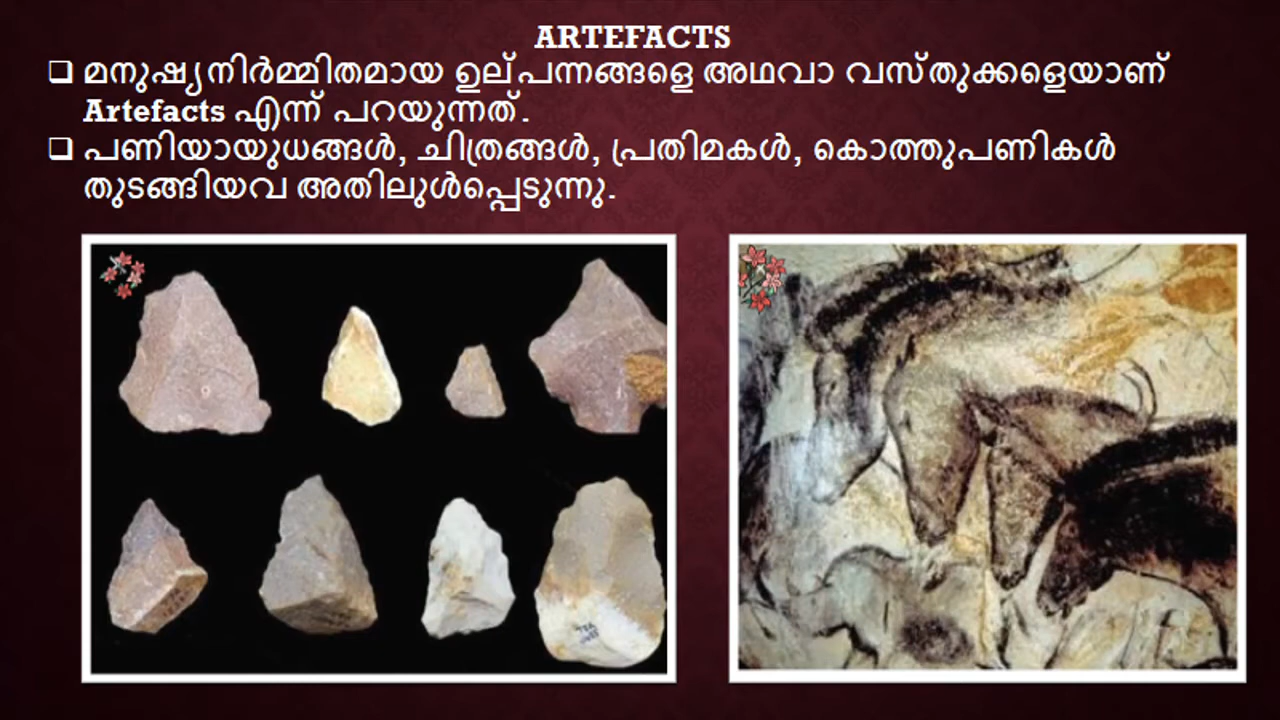 ARTEFACTS
❑ മനുഷ്യനിർമ്മിതമായ ഉല്പന്നങ്ങളെ അഥവാ വസ്തുക്കളെയാണ്
Artefacts എന്ന് പറയുന്നത്.
❑ പണിയായുധങ്ങൾ, ചിത്രങ്ങൾ, പ്രതിമകൾ, കൊത്തുപണികൾ
തുടങ്ങിയവ അതിലുൾപ്പെടുന്നു.